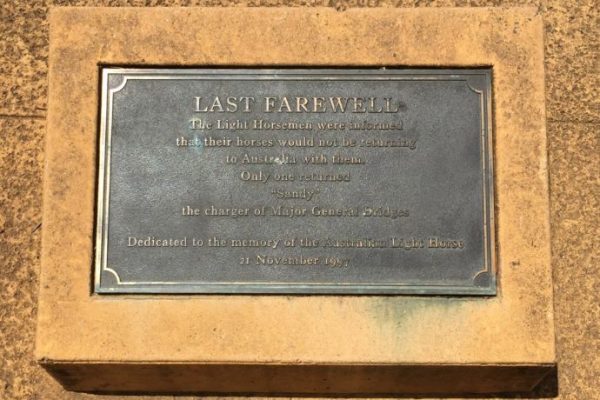 LAST FAREWELL
The Light Horsemen were informed
that their horses would not be returning
to Australia with them.
Only one returned
"Sandy"
the charger of Major General Bridges
Dedicated to the memory of the Australian Light Horse
21 November 1997